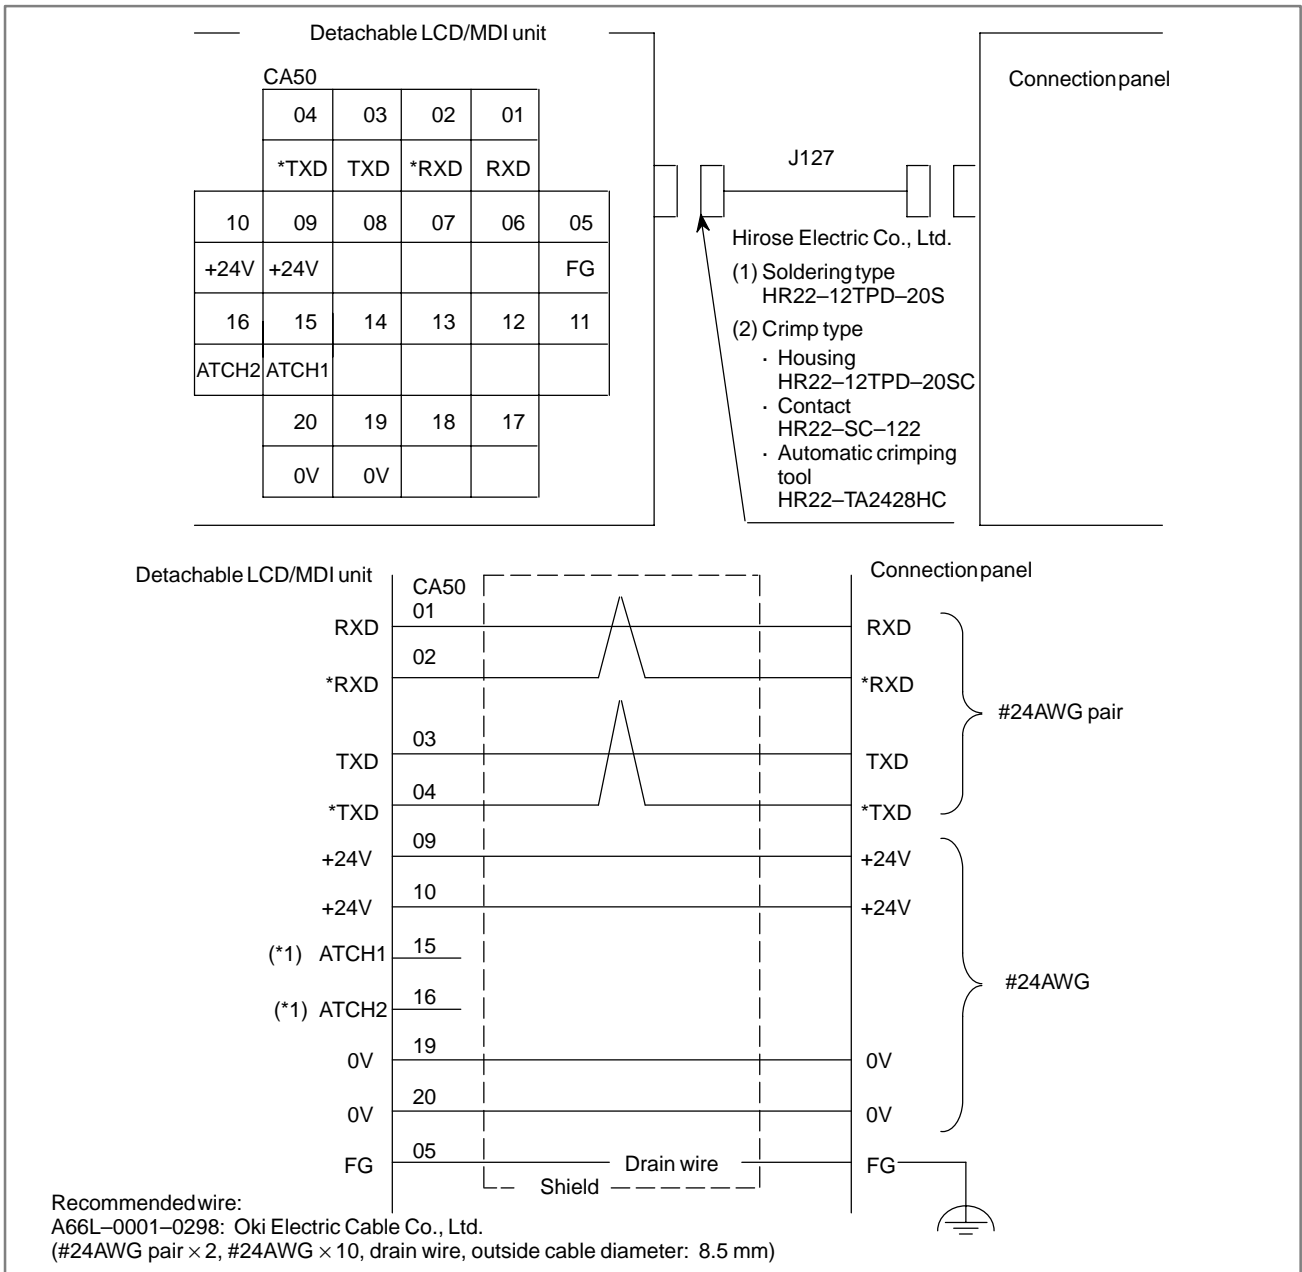 Detachable LCD/MDI unit
CA50
04 03 02 01
*TXD TXD *RXD RXD
10 09 08 07 06 05
+24V +24V FG
16 15 14 13 12 11
ATCH2 ATCH1
20 19 18 17
0V 0V
J127
Connection panel
Hirose Electric Co., Ltd.
(1) Soldering type
HR22–12TPD–20S
(2) Crimp type
· Housing
HR22–12TPD–20SC
· Contact
HR22–SC–122
· Automatic crimping
tool
HR22–TA2428HC
Detachable LCD/MDI unit
CA50
Connection panel
RXD 01 RXD
*RXD 02 *RXD
#24AWG pair
TXD 03 TXD
*TXD 04 *TXD
+24V 09 +24V
+24V 10 +24V
(*1) ATCH1 15
#24AWG
(*1) ATCH2 16
0V 19 0V
0V 20 0V
FG 05 Drain wire FG
Shield
Recommended wire:
A66L–0001–0298: Oki Electric Cable Co., Ltd.
(#24AWG pair × 2, #24AWG × 10, drain wire, outside cable diameter: 8.5 mm)